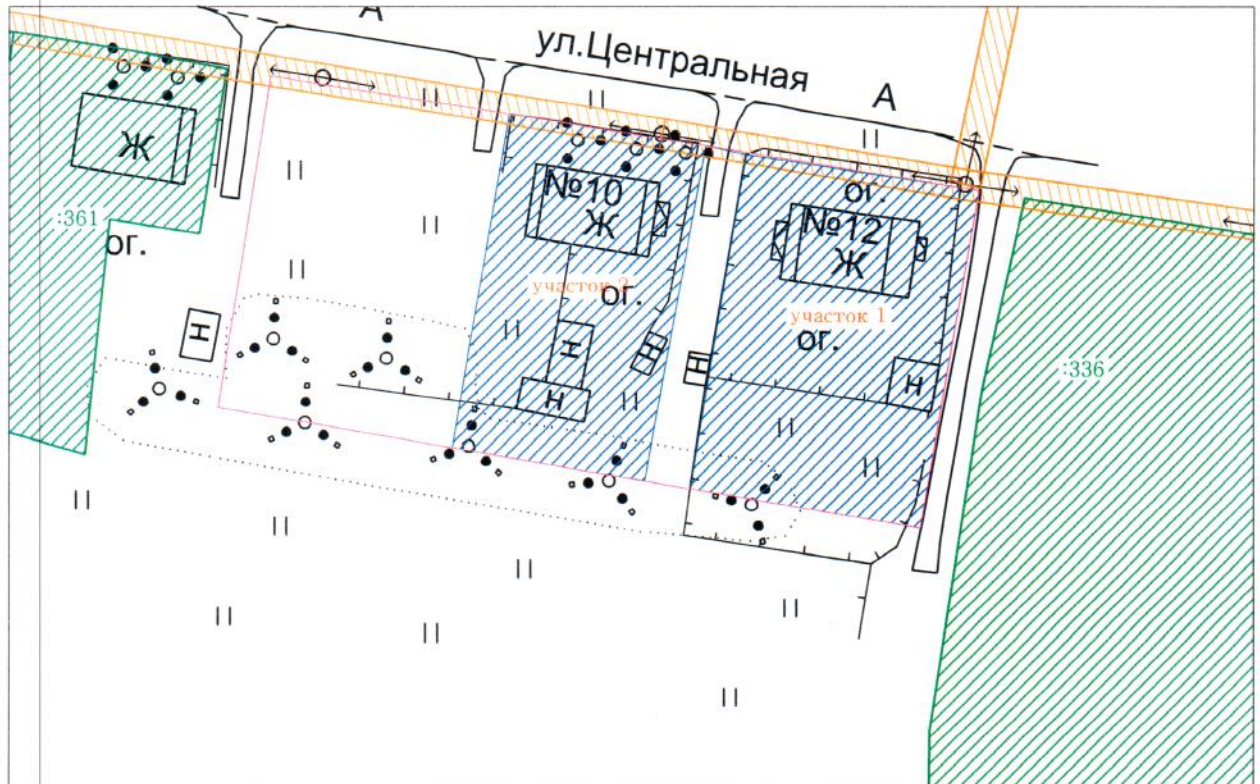 А
ул.Центральная
А
Ж
:361
ог.
№10
Ж
участок 2
ог.
Н
Н
Н
Н
ог.
№12
Ж
участок 1
ог.
Н
Н
:336